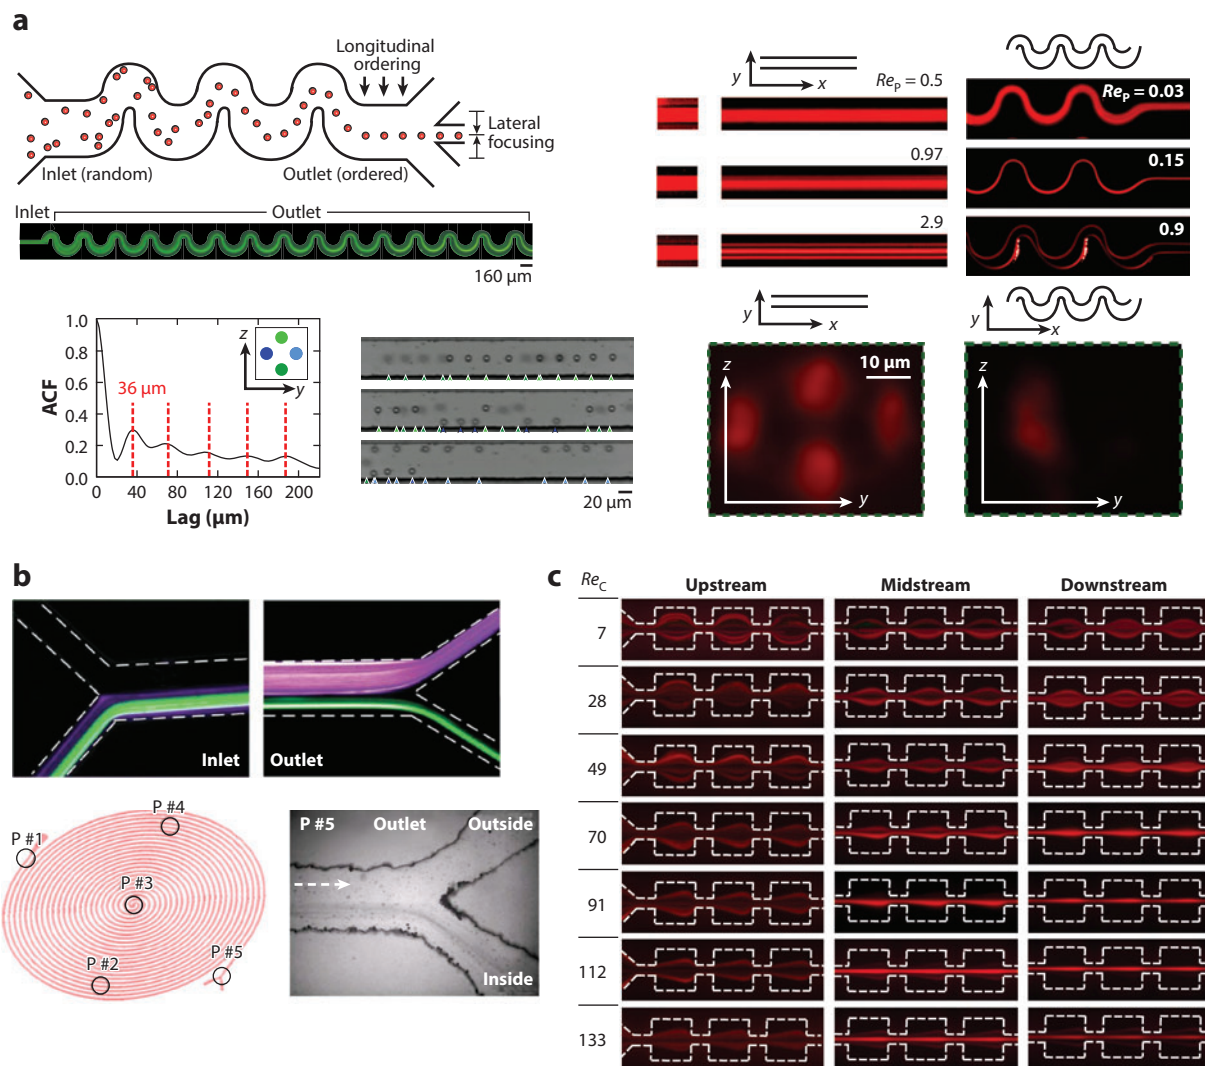 a
Longitudinal
ordering
Lateral
focusing
Inlet (random)
Outlet (ordered)
Inlet
Outlet
160 μm
1.0
0.8
0.6
0.4
0.2
0.0
ACF
36 μm
z
y
0
40
80
120
160
200
Lag (μm)
20 μm
y
x
Re_P = 0.5
0.97
2.9
Re_P = 0.03
0.15
0.9
y
x
y
x
z
10 μm
y
z
y
b
Inlet
Outlet
P #1
P #4
P #3
P #2
P #5
P #5
Outlet
Outside
Inside
c
Re_C
Upstream
Midstream
Downstream
7
28
49
70
91
112
133